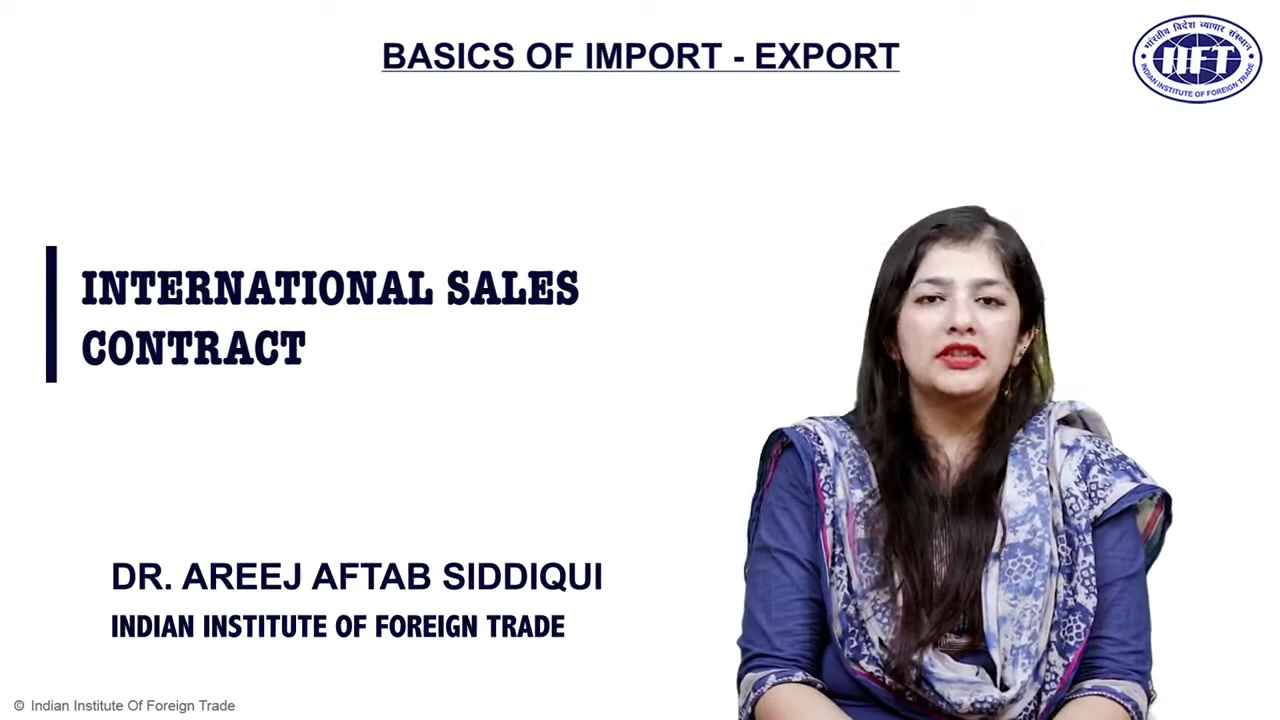 BASICS OF IMPORT - EXPORT
भारतीय विदेश व्यापार संस्थान
IIFT
INDIAN INSTITUTE OF FOREIGN TRADE
INTERNATIONAL SALES
CONTRACT
DR. AREEJ AFTAB SIDDIQUI
INDIAN INSTITUTE OF FOREIGN TRADE
© Indian Institute Of Foreign Trade